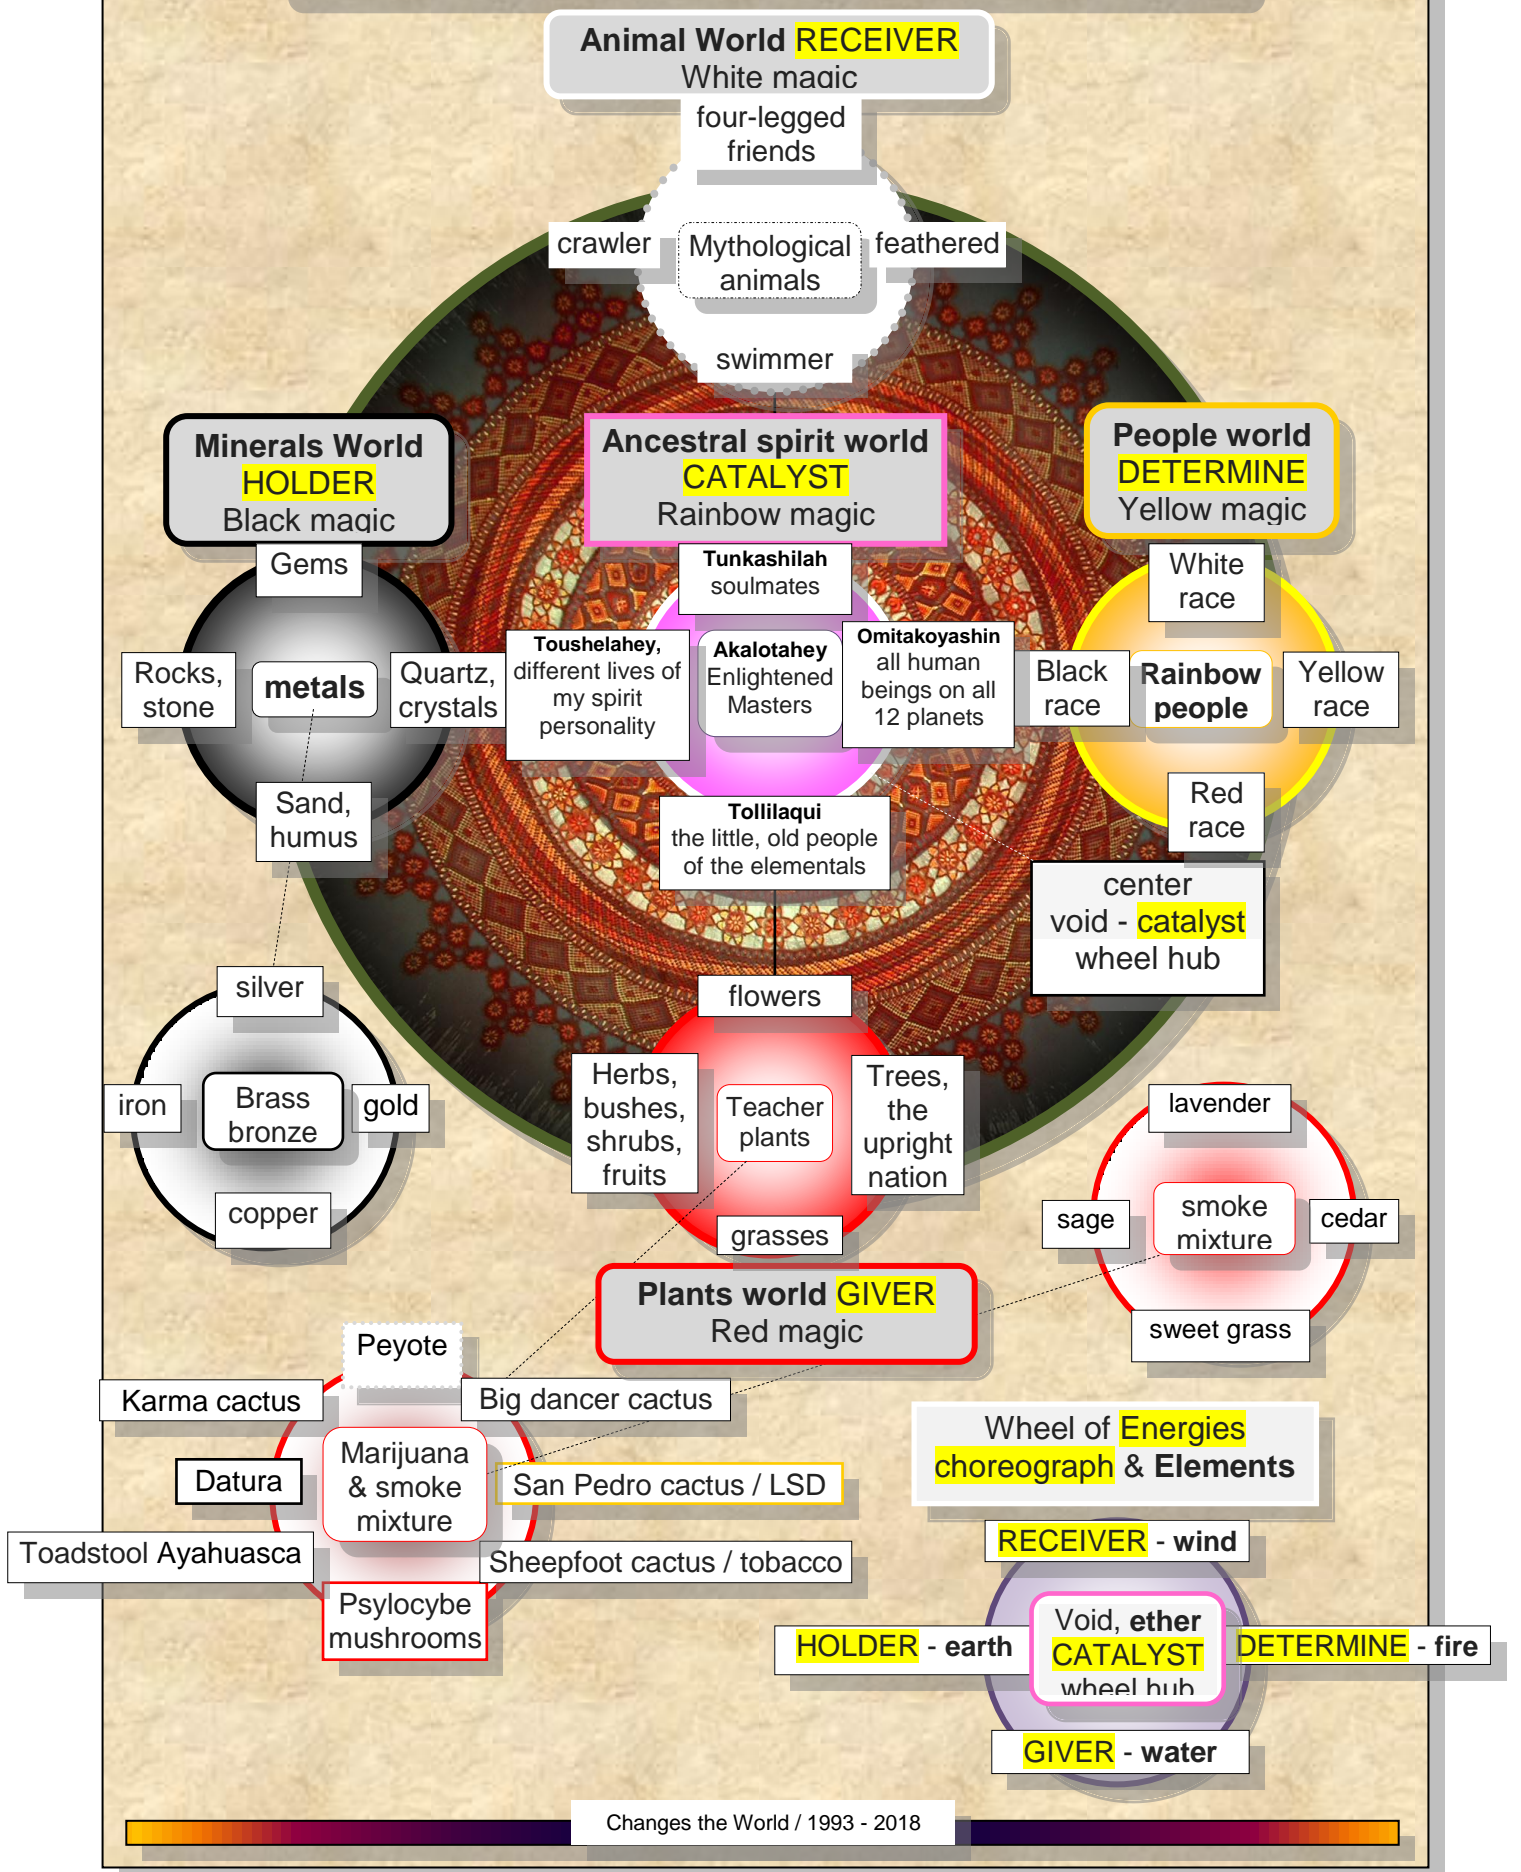 Animal World RECEIVER
White magic
four-legged
friends
crawler
Mythological
animals
feathered
swimmer
Minerals World
HOLDER
Black magic
Gems
Rocks,
stone
metals
Quartz,
crystals
Sand,
humus
Ancestral spirit world
CATALYST
Rainbow magic
Tunkashilah
soulmates
Toushelahey,
different lives of
my spirit
personality
Akalotahey
Enlightened
Masters
Omitakoyashin
all human
beings on all
12 planets
Tollilaqui
the little, old people
of the elementals
People world
DETERMINE
Yellow magic
White
race
Black
race
Rainbow
people
Yellow
race
Red
race
center
void - catalyst
wheel hub
silver
iron
Brass
bronze
gold
copper
flowers
Herbs,
bushes,
shrubs,
fruits
Teacher
plants
Trees,
the
upright
nation
grasses
Plants world GIVER
Red magic
lavender
sage
smoke
mixture
cedar
sweet grass
Peyote
Karma cactus
Big dancer cactus
Datura
Marijuana
& smoke
mixture
San Pedro cactus / LSD
Toadstool Ayahuasca
Sheepfoot cactus / tobacco
Psylocybe
mushrooms
Wheel of Energies
choreograph & Elements
RECEIVER - wind
HOLDER - earth
Void, ether
CATALYST
wheel hub
DETERMINE - fire
GIVER - water
Changes the World / 1993 - 2018